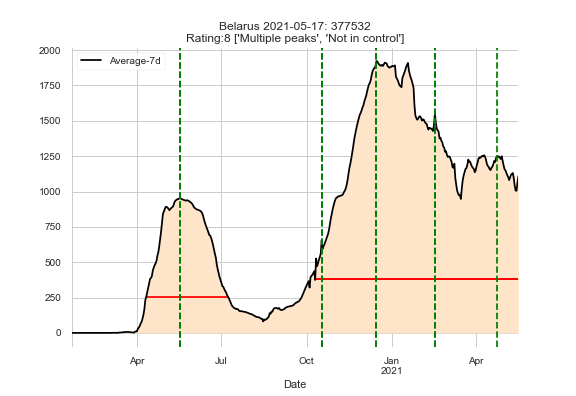 Belarus 2021-05-17: 377532
Rating:8 ['Multiple peaks', 'Not in control']
Average-7d
2000
1750
1500
1250
1000
750
500
250
0
Apr
Jul
Oct
Jan
2021
Apr
Date